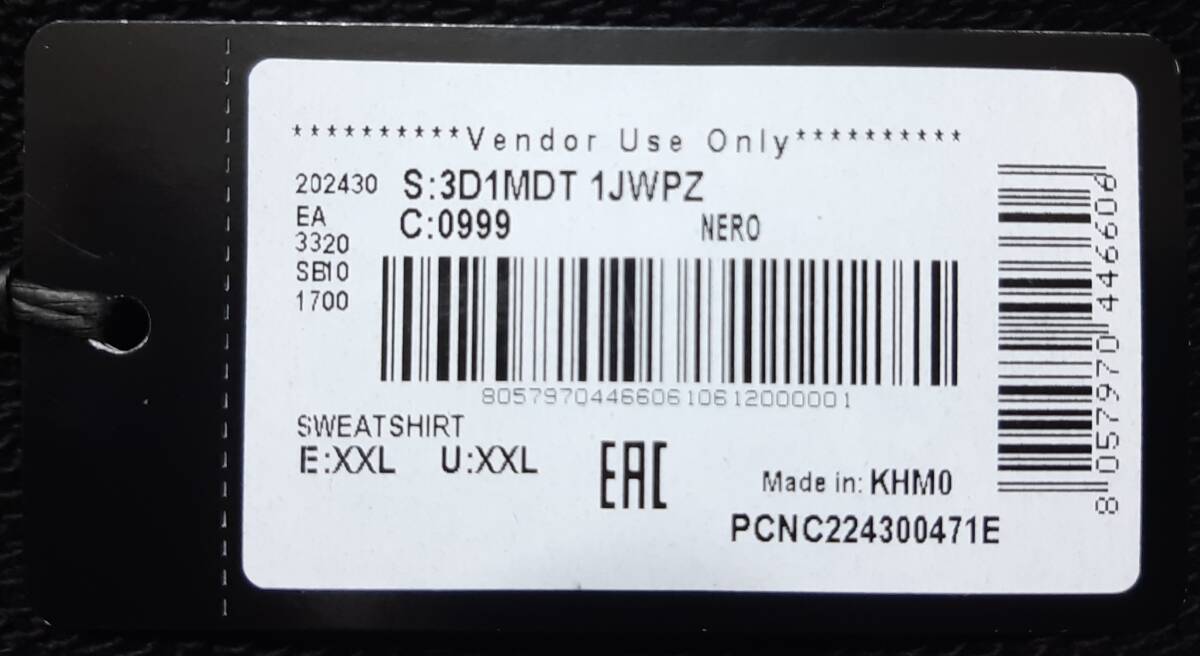 **********Vendor Use Only**********
202430 S:3D1MDT 1JWPZ
EA C:0999 NERO
3320
SB10
1700
805797044660610612000001
SWEATSHIRT
E:XXL U:XXL
EAC
Made in: KHM0
PCNC224300471E
8 057970 446606